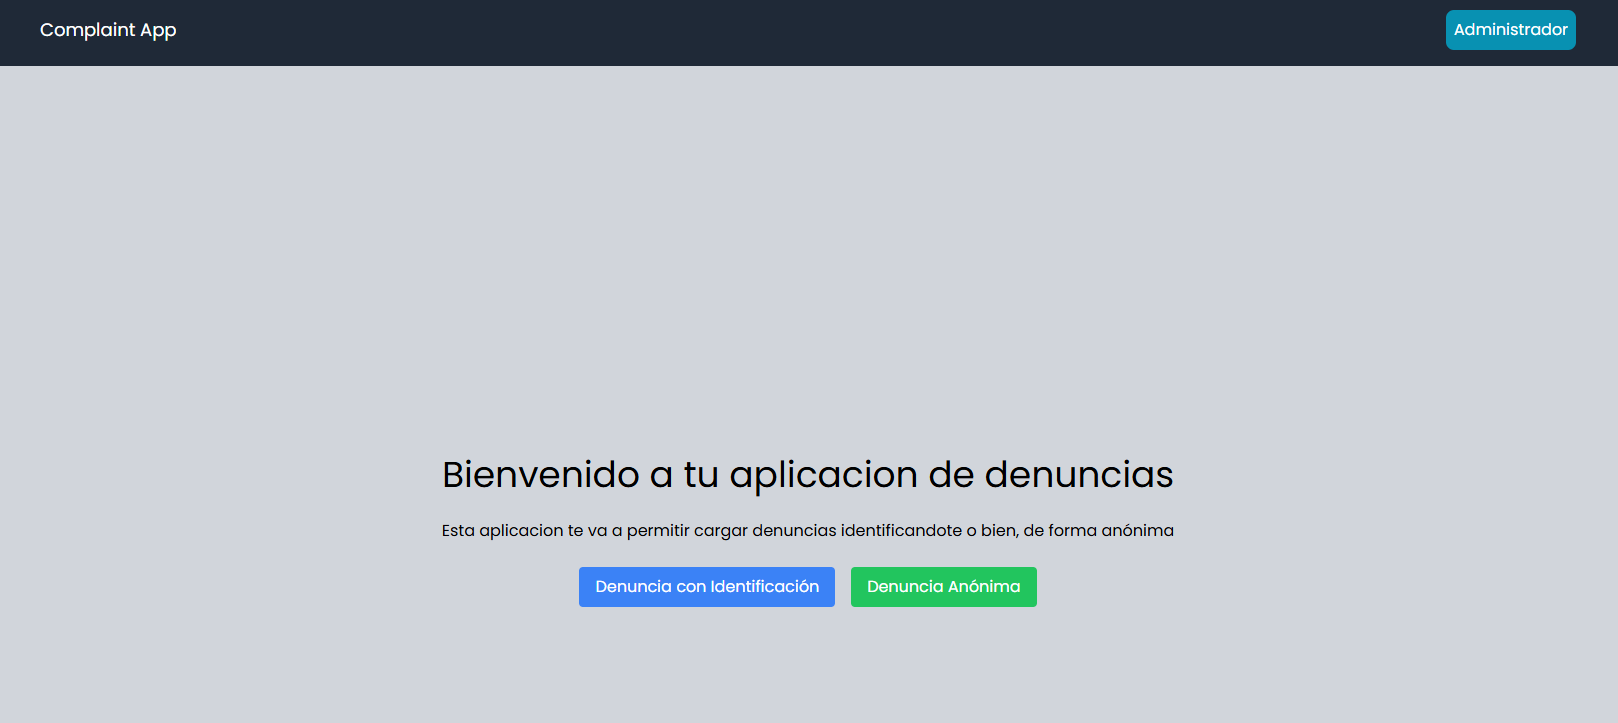 Complaint App
Administrador
Bienvenido a tu aplicacion de denuncias
Esta aplicacion te va a permitir cargar denuncias identificandote o bien, de forma anónima
Denuncia con Identificación
Denuncia Anónima